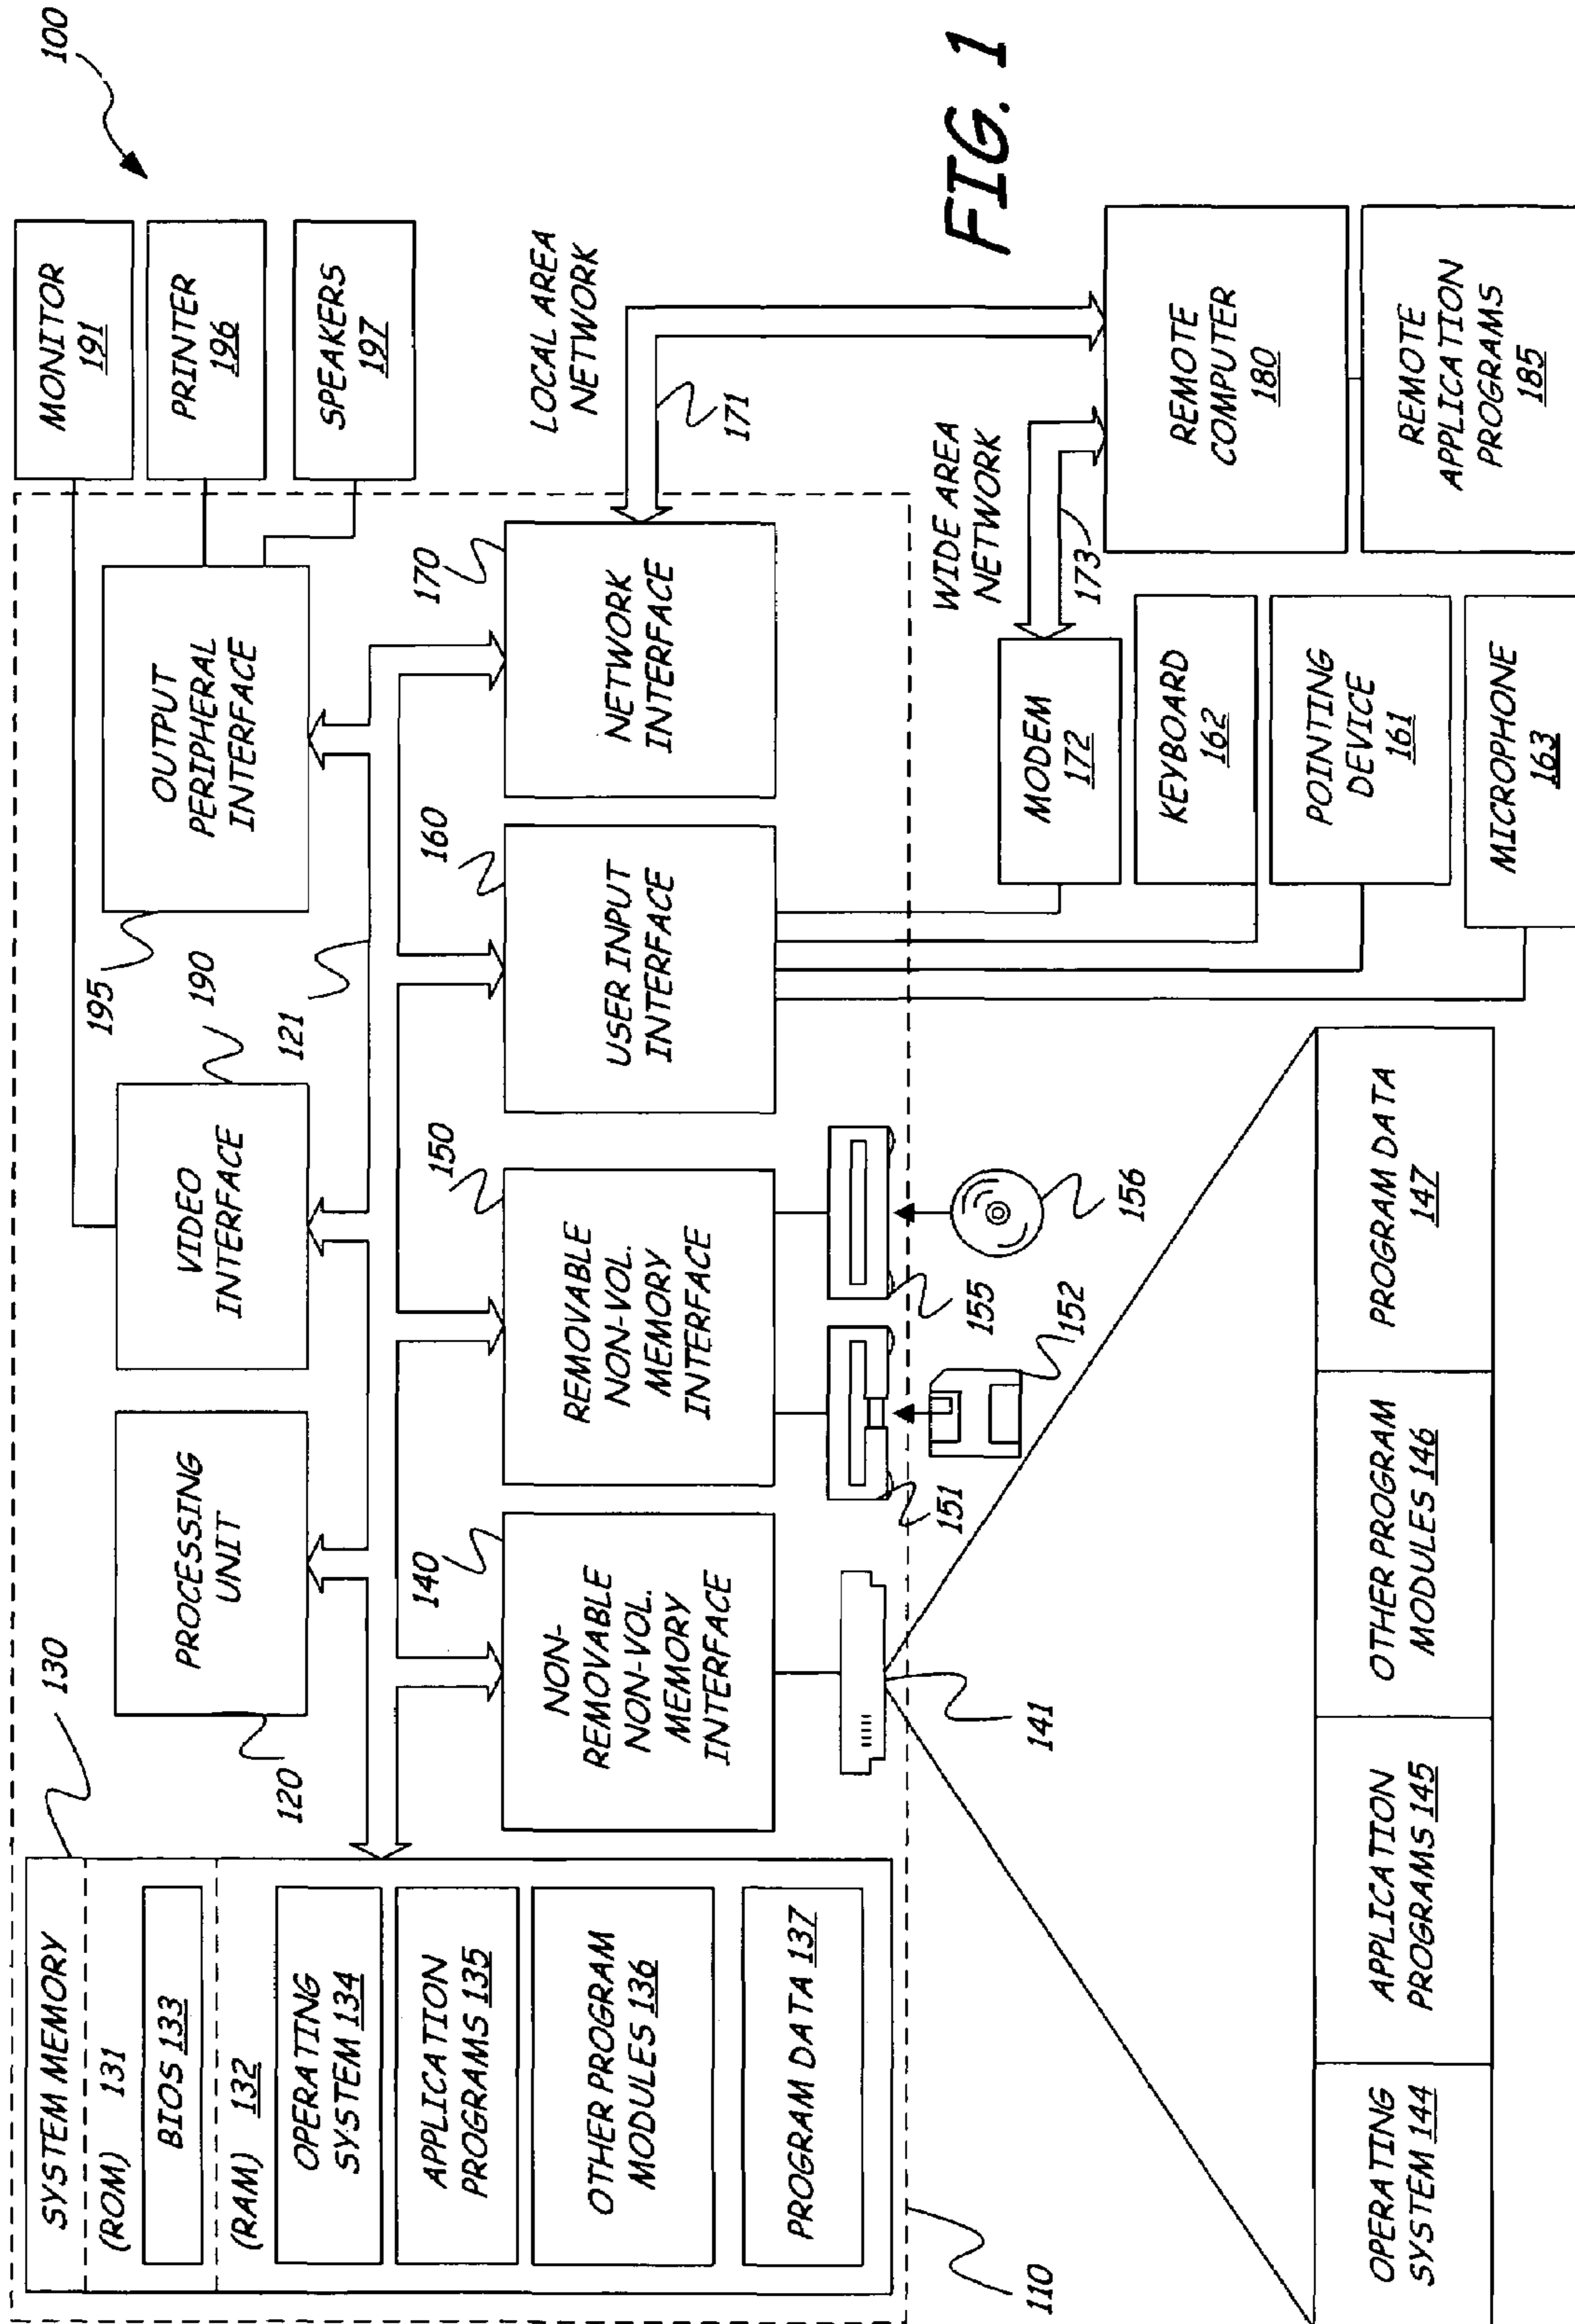 100
SYSTEM MEMORY
(ROM) 131
BIOS 133
(RAM) 132
OPERATING
SYSTEM 134
APPLICATION
PROGRAMS 135
OTHER PROGRAM
MODULES 136
PROGRAM DATA 137
130
PROCESSING
UNIT
120
VIDEO
INTERFACE
190
121
OUTPUT
PERIPHERAL
INTERFACE
195
MONITOR
191
PRINTER
196
SPEAKERS
197
NON-
REMOVABLE
NON-VOL.
MEMORY
INTERFACE
140
REMOVABLE
NON-VOL.
MEMORY
INTERFACE
150
USER INPUT
INTERFACE
160
NETWORK
INTERFACE
170
LOCAL AREA
NETWORK
171
110
141
151
152
155
156
WIDE AREA
NETWORK
173
MODEM
172
KEYBOARD
162
POINTING
DEVICE
161
MICROPHONE
163
REMOTE
COMPUTER
180
REMOTE
APPLICATION
PROGRAMS
185
OPERATING
SYSTEM 144
APPLICATION
PROGRAMS 145
OTHER PROGRAM
MODULES 146
PROGRAM DATA
147
FIG. 1